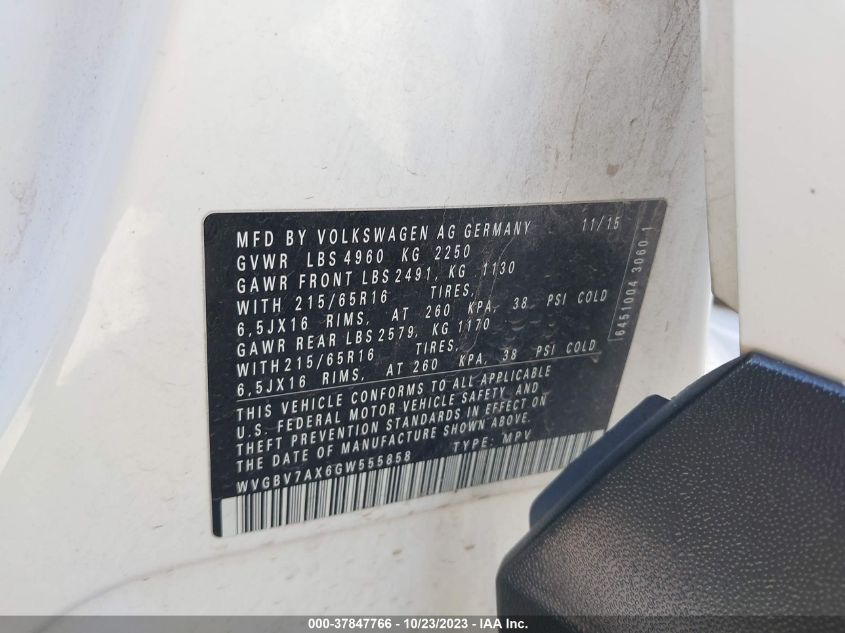 MFD BY VOLKSWAGEN AG GERMANY 11/15
GVWR LBS 4960 KG 2250
GAWR FRONT LBS 2491, KG 1130
WITH 215/65R16 TIRES,
6,5JX16 RIMS, AT 260 KPA, 38 PSI COLD
GAWR REAR LBS 2579, KG 1170
WITH 215/65R16 TIRES,
6,5JX16 RIMS, AT 260 KPA, 38 PSI COLD
THIS VEHICLE CONFORMS TO ALL APPLICABLE
U.S. FEDERAL MOTOR VEHICLE SAFETY, AND
THEFT PREVENTION STANDARDS IN EFFECT ON
THE DATE OF MANUFACTURE SHOWN ABOVE.
WVGBV7AX6GW555858 TYPE: MPV
6451004 3060-1
000-37847766 - 10/23/2023 - IAA Inc.